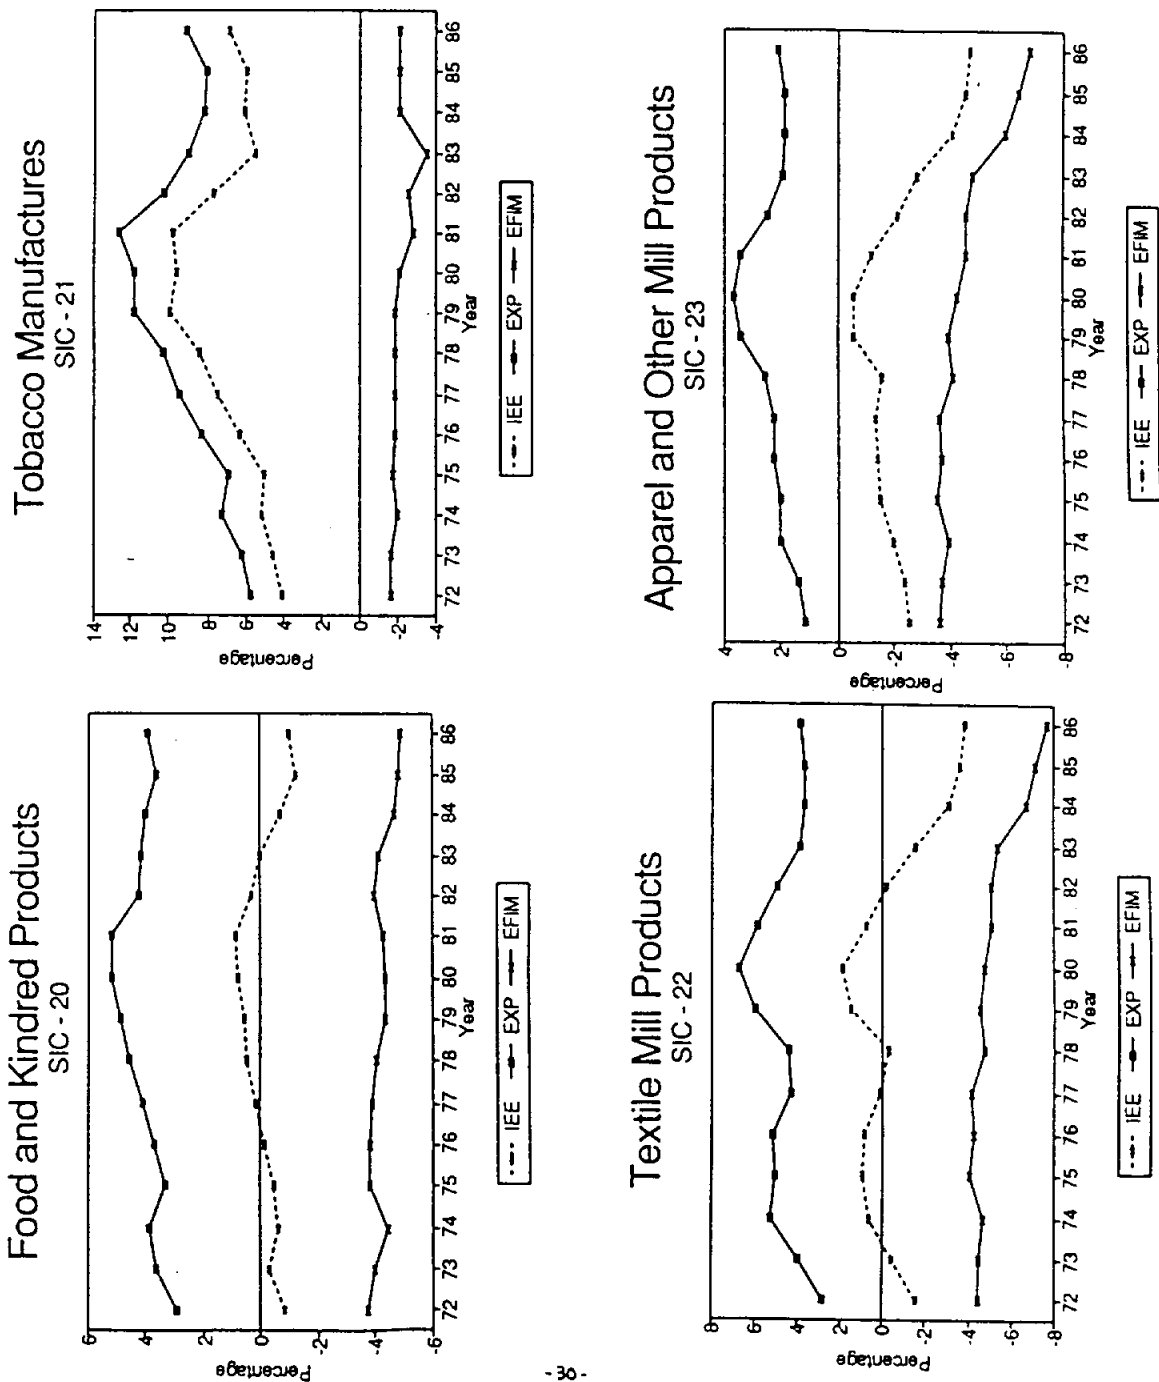 Food and Kindred Products
SIC - 20
Percentage
6
4
2
0
-2
-4
-6
72 73 74 75 76 77 78 79 80 81 82 83 84 85 86
Year
IEE EXP EFIM
Tobacco Manufactures
SIC - 21
Percentage
14
12
10
8
6
4
2
0
-2
-4
72 73 74 75 76 77 78 79 80 81 82 83 84 85 86
Year
IEE EXP EFIM
Textile Mill Products
SIC - 22
Percentage
8
6
4
2
0
-2
-4
-6
-8
72 73 74 75 76 77 78 79 80 81 82 83 84 85 86
Year
IEE EXP EFIM
Apparel and Other Mill Products
SIC - 23
Percentage
4
2
0
-2
-4
-6
-8
72 73 74 75 76 77 78 79 80 81 82 83 84 85 86
Year
IEE EXP EFIM
- 30 -